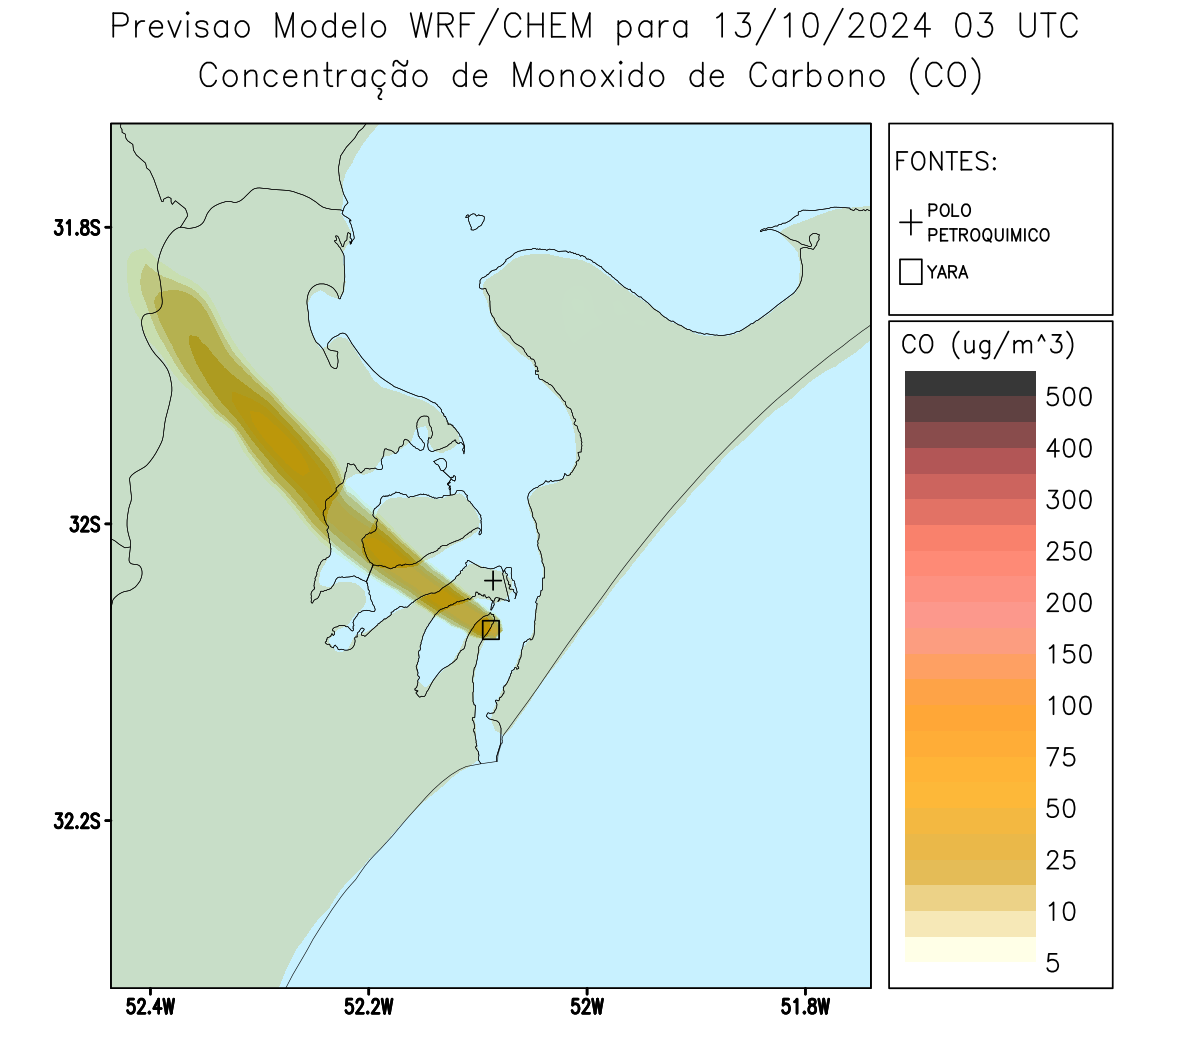 Previsao Modelo WRF/CHEM para 13/10/2024 03 UTC
Concentração de Monoxido de Carbono (CO)
FONTES:
POLO
PETROQUIMICO
YARA
CO (ug/m^3)
500
400
300
250
200
150
100
75
50
25
10
5
31.8S
32S
32.2S
52.4W
52.2W
52W
51.8W